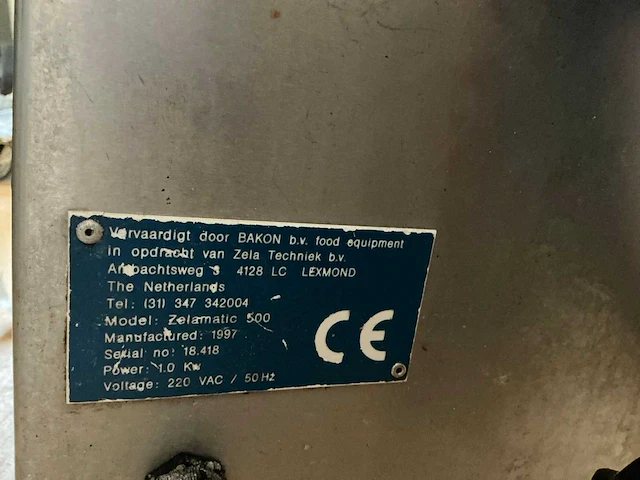 Vervaardigt door BAKON b.v. food equipment
in opdracht van Zela Techniek b.v.
Ambachtsweg 3 4128 LC LEXMOND
The Netherlands
Tel: (31) 347 342004
Model: Zelamatic 500
Manufactured: 1997
Serial no: 18.418
Power: 1.0 Kw
Voltage: 220 VAC / 50 Hz
CE